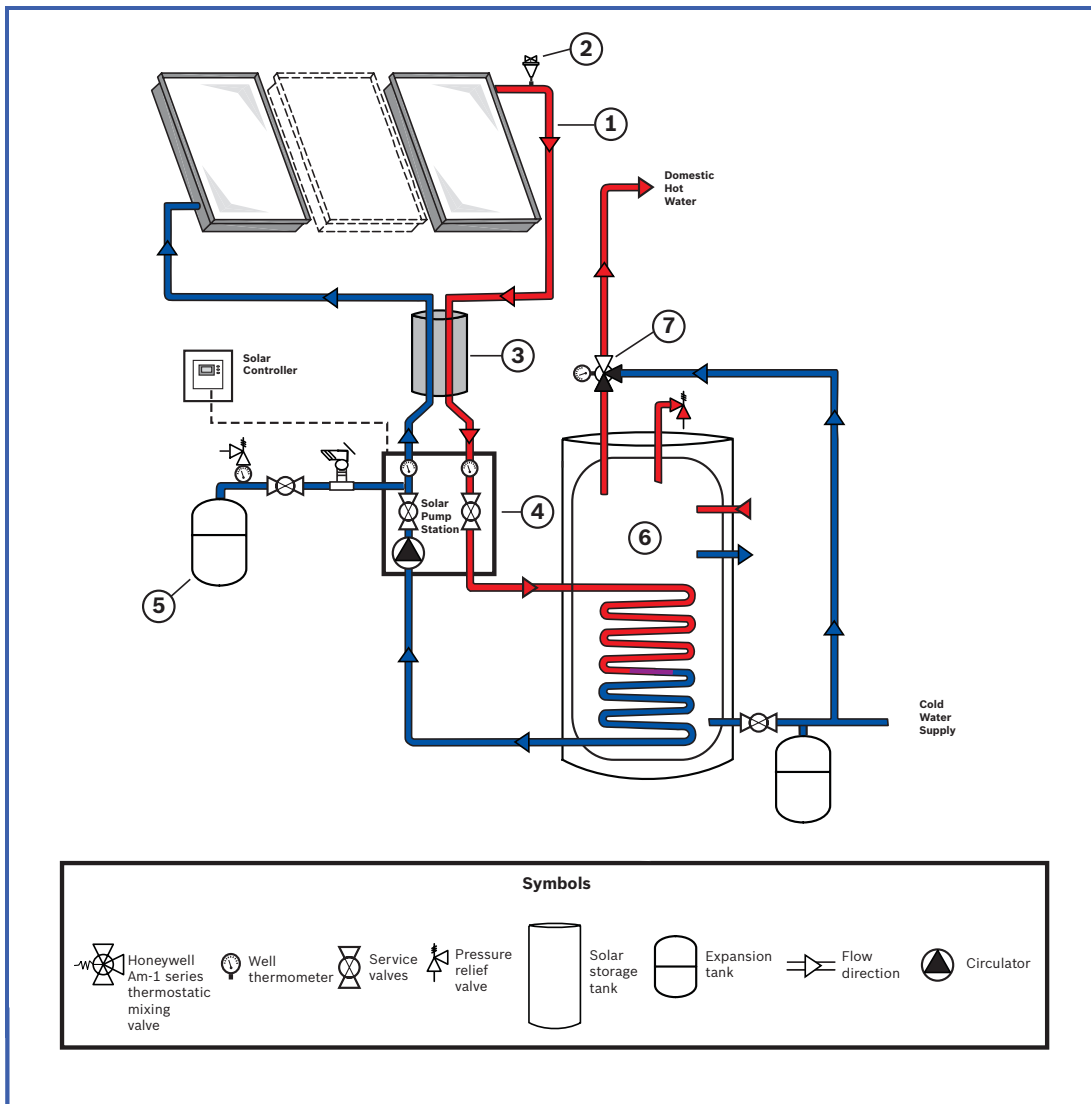 2
1
Domestic
Hot
Water
7
3
Solar
Controller
4
Solar
Pump
Station
6
5
Cold
Water
Supply
Symbols
Honeywell
Am-1 series
thermostatic
mixing
valve
Well
thermometer
Service
valves
Pressure
relief
valve
Solar
storage
tank
Expansion
tank
Flow
direction
Circulator